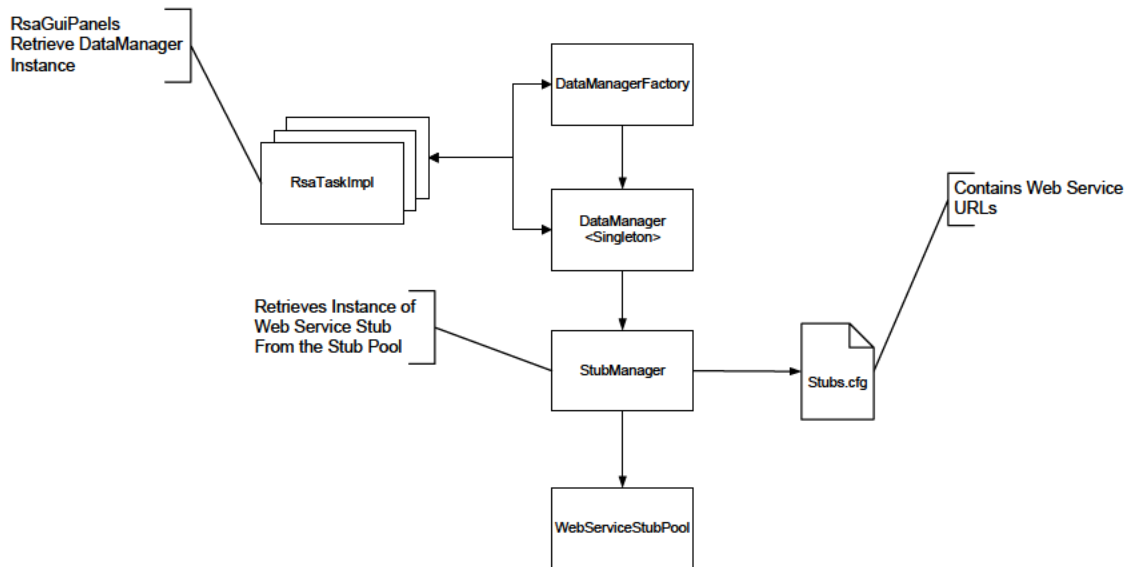 RsaGuiPanels
Retrieve DataManager
Instance
DataManagerFactory
RsaTaskImpl
DataManager
<Singleton>
Contains Web Service
URLs
Retrieves Instance of
Web Service Stub
From the Stub Pool
StubManager
Stubs.cfg
WebServiceStubPool